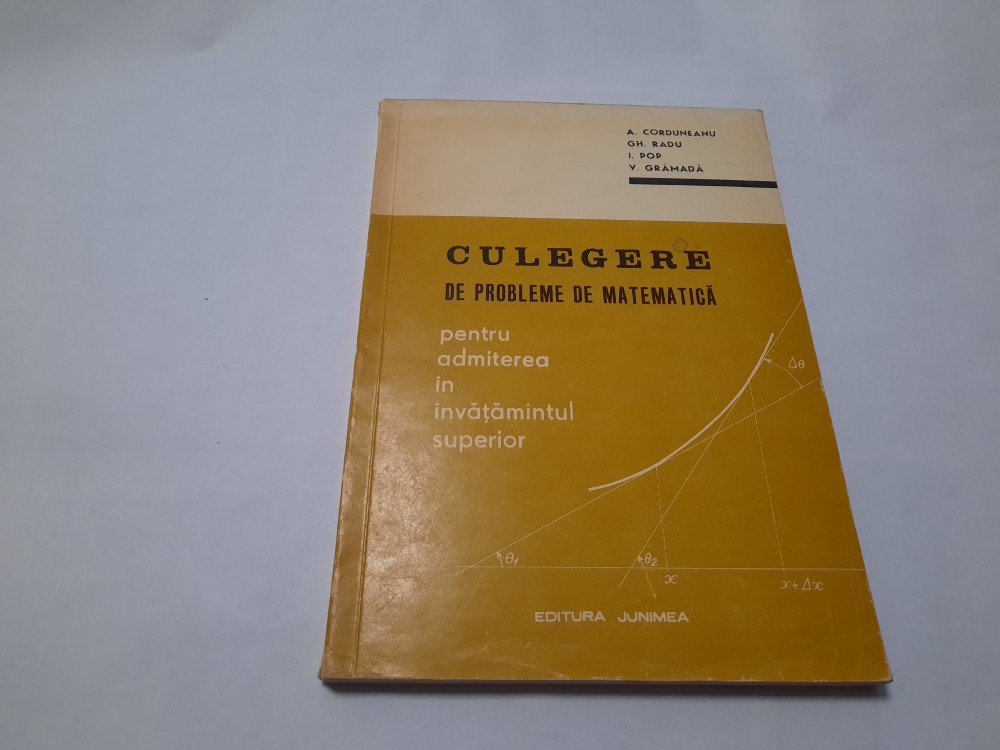 A. CORDUNEANU
GH. RADU
I. POP
V. GRĂMADĂ
CULEGERE
DE PROBLEME DE MATEMATICĂ
pentru
admiterea
în
învățămîntul
superior
Δθ
θ1
θ2
x
x+Δx
EDITURA JUNIMEA